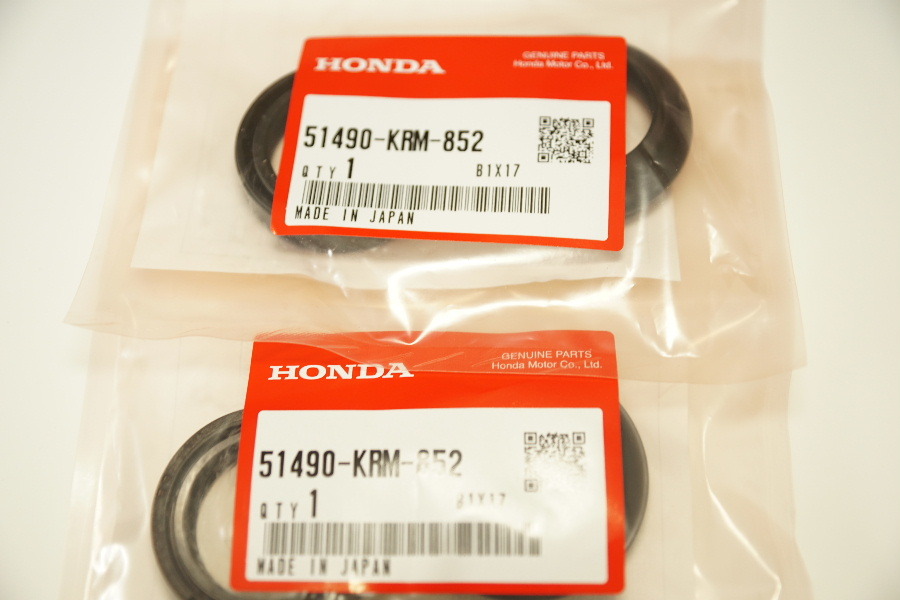 HONDA
GENUINE PARTS
Honda Motor Co., Ltd.
51490-KRM-852
QTY 1 B1X17
MADE IN JAPAN
HONDA
GENUINE PARTS
Honda Motor Co., Ltd.
51490-KRM-852
QTY 1 B1X17
MADE IN JAPAN